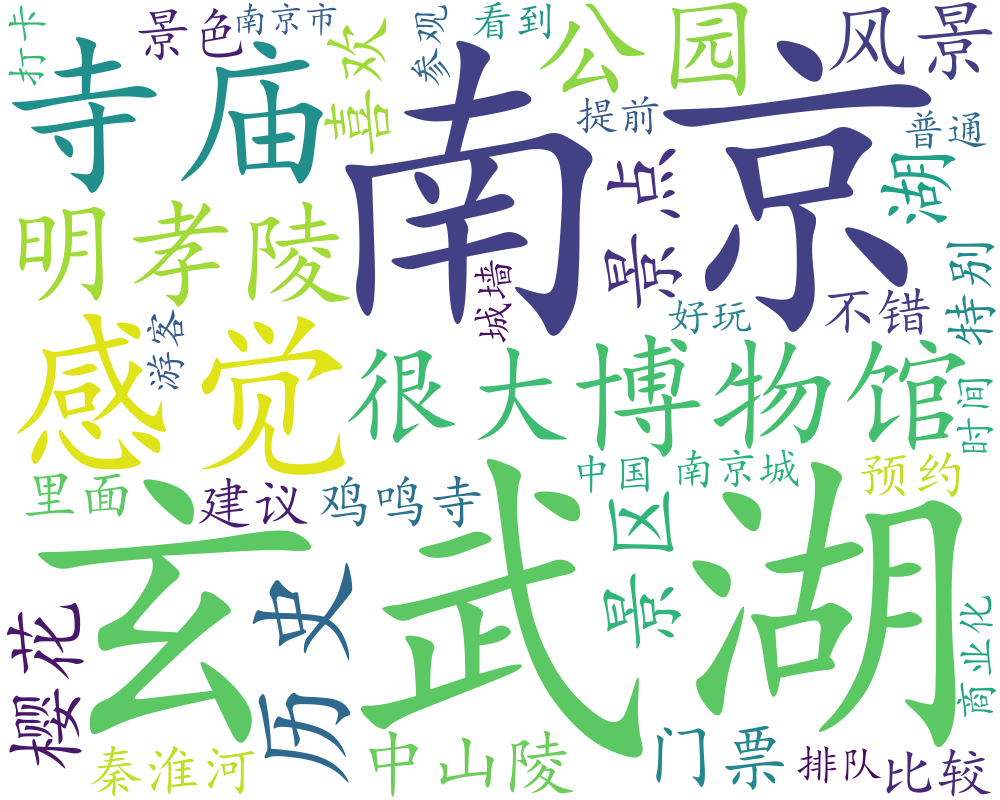 打卡
景色
南京市
喜欢
参观
看到
公园
风景
寺庙
南京
提前
普通
景点
湖
明孝陵
城墙
好玩
不错
特别
感觉
游客
很大
博物馆
时间
里面
建议
鸡鸣寺
中国
南京城
预约
玄武湖
景区
樱花
历史
商业化
秦淮河
中山陵
门票
排队
比较